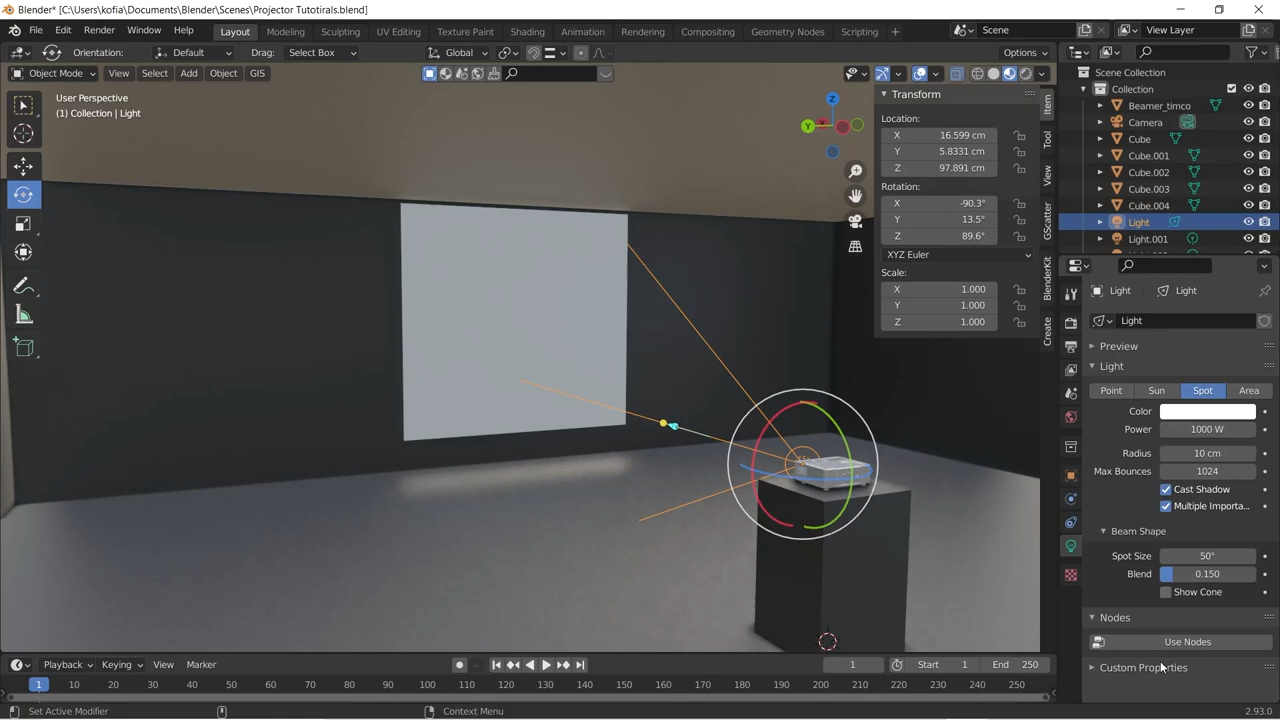 Blender* [C:\Users\kofia\Documents\Blender\Scenes\Projector Tutotirals.blend]
File Edit Render Window Help Layout Modeling Sculpting UV Editing Texture Paint Shading Animation Rendering Compositing Geometry Nodes Scripting + Scene View Layer
Orientation: Default Drag: Select Box Global Options
Object Mode View Select Add Object GIS
User Perspective
(1) Collection | Light
Z
Y
X
Transform
Location:
X 16.599 cm
Y 5.8331 cm
Z 97.891 cm
Rotation:
X -90.3°
Y 13.5°
Z 89.6°
XYZ Euler
Scale:
X 1.000
Y 1.000
Z 1.000
Item
Tool
View
GScatter
BlenderKit
Create
Scene Collection
Collection
Beamer_timco
Camera
Cube
Cube.001
Cube.002
Cube.003
Cube.004
Light
Light.001
Light Light
Light
Preview
Light
Point Sun Spot Area
Color
Power 1000 W
Radius 10 cm
Max Bounces 1024
Cast Shadow
Multiple Importa...
Beam Shape
Spot Size 50°
Blend 0.150
Show Cone
Nodes
Use Nodes
Custom Properties
Playback Keying View Marker 1 Start 1 End 250
1 10 20 30 40 50 60 70 80 90 100 110 120 130 140 150 160 170 180 190 200 210 220 230 240 250
Set Active Modifier Context Menu 2.93.0